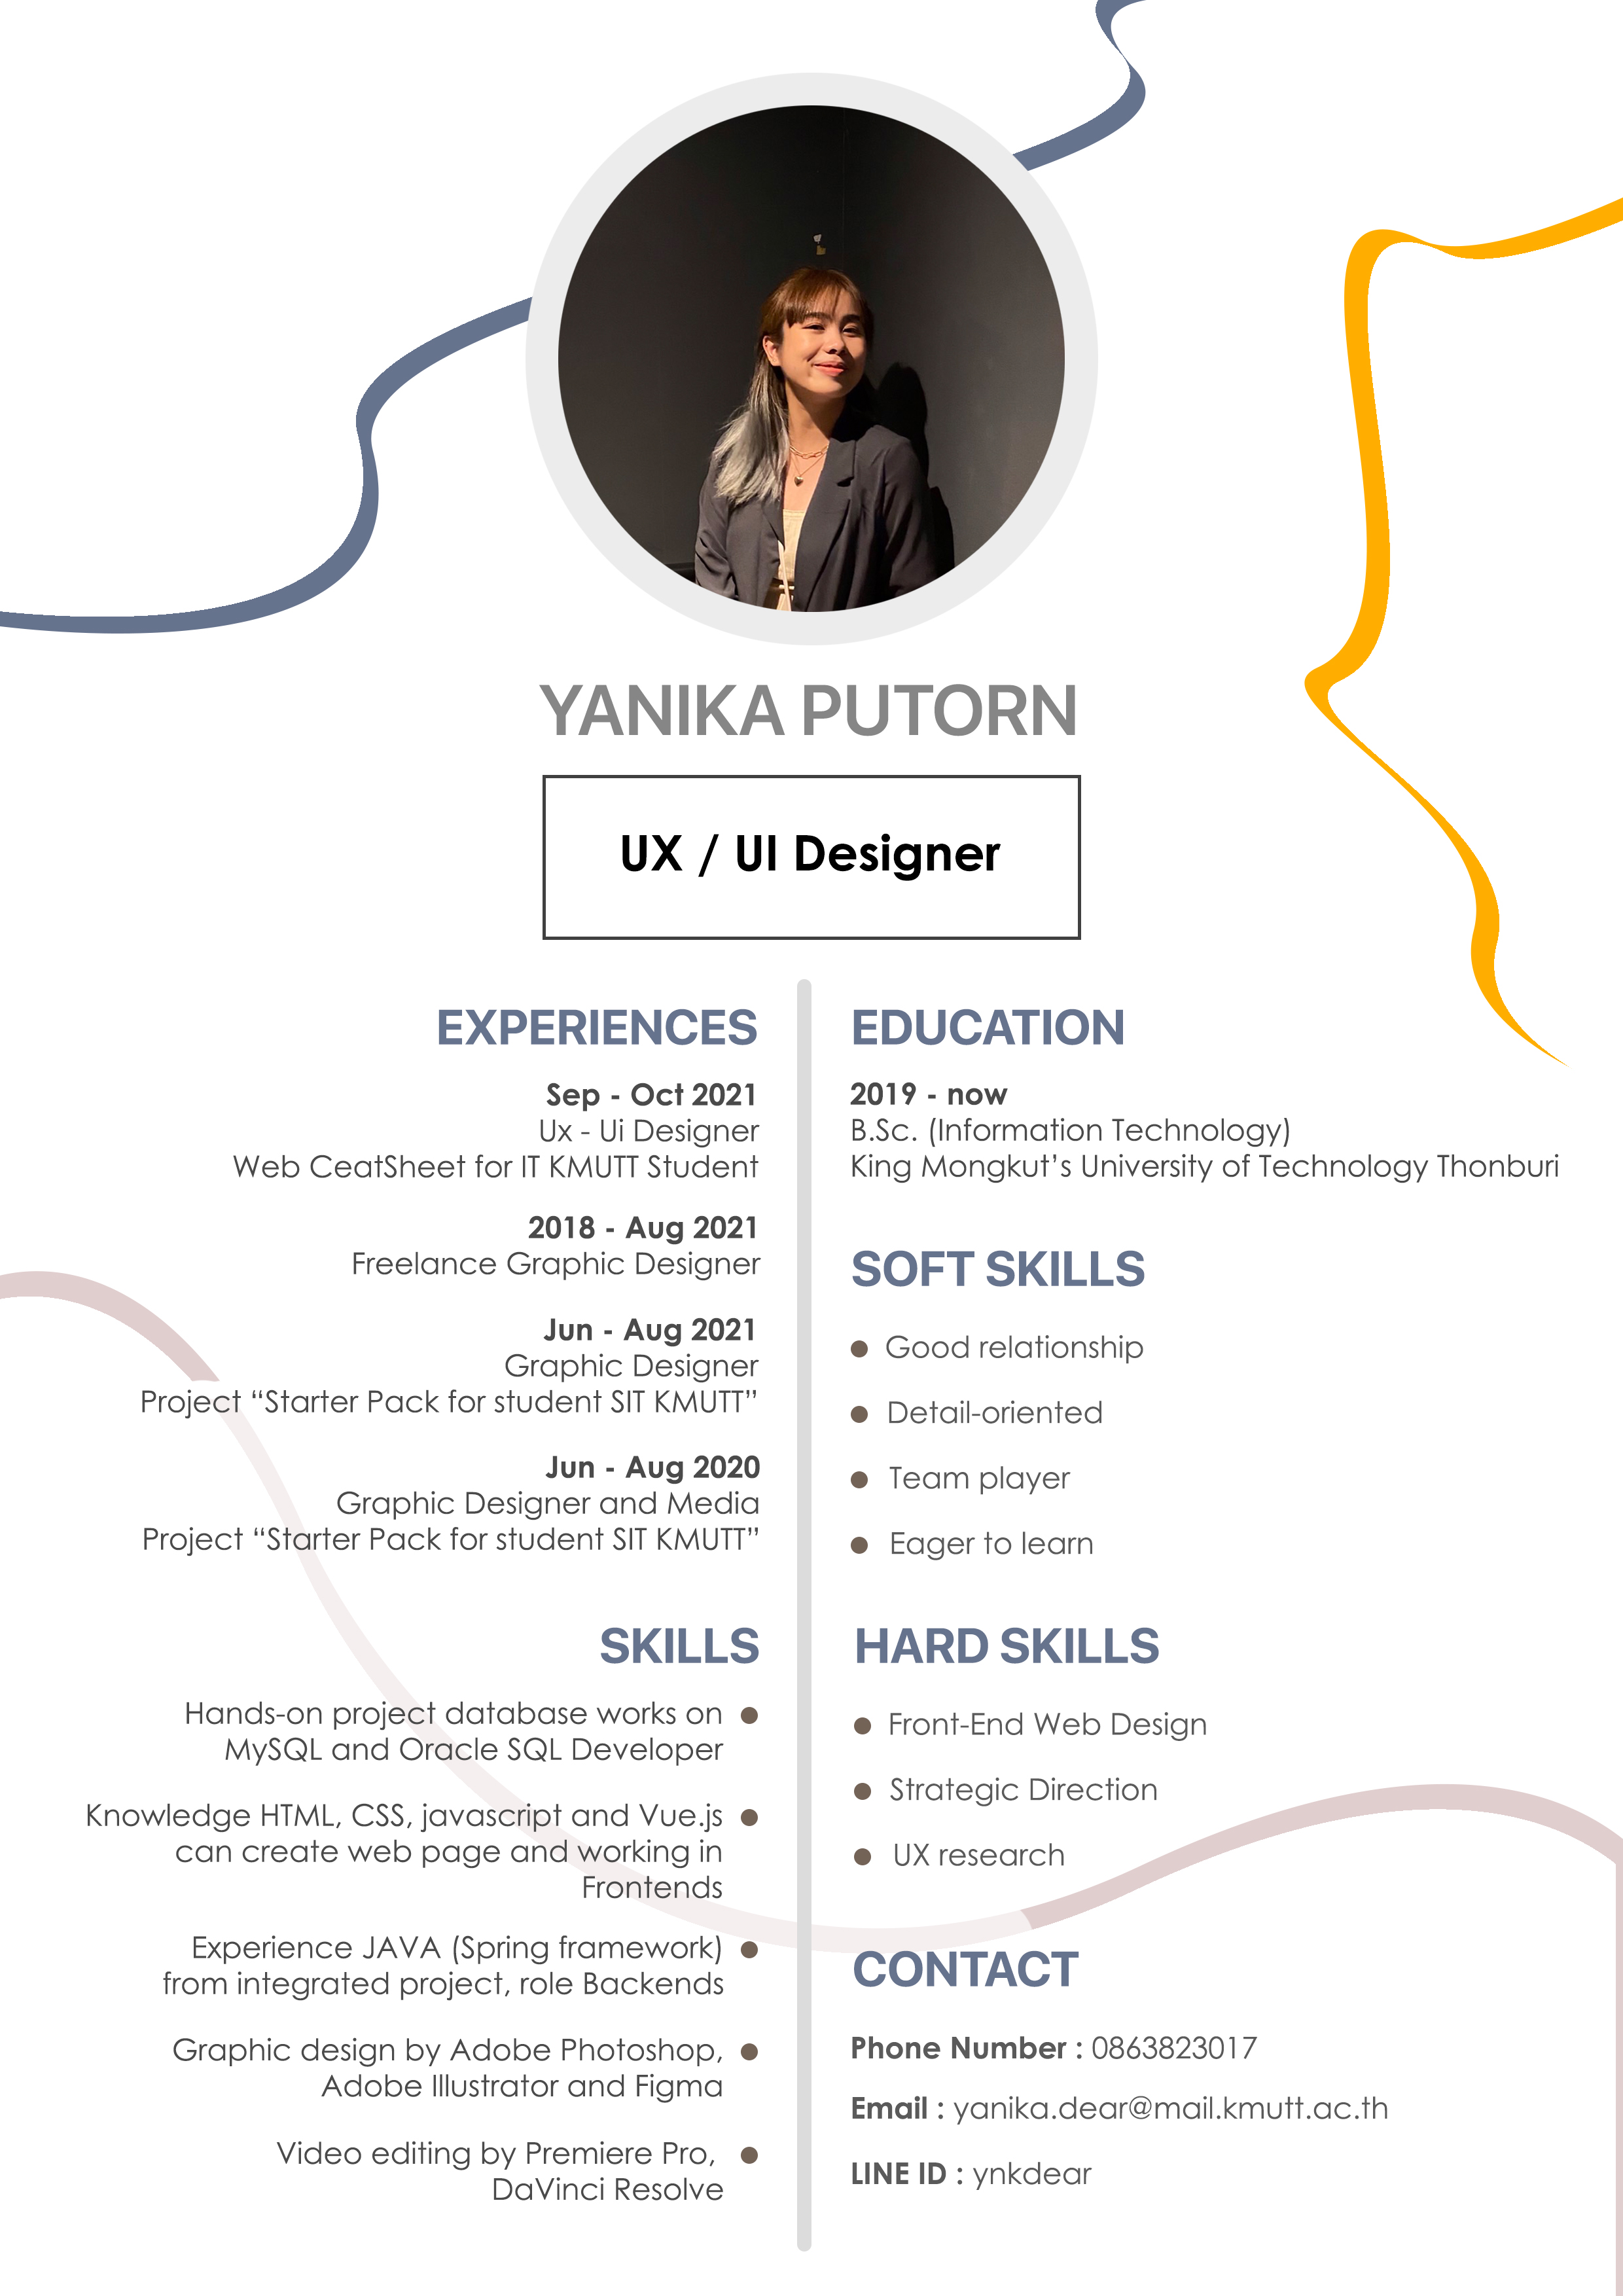 YANIKA PUTORN
UX / UI Designer
EXPERIENCES
Sep - Oct 2021
Ux - Ui Designer
Web CeatSheet for IT KMUTT Student
2018 - Aug 2021
Freelance Graphic Designer
Jun - Aug 2021
Graphic Designer
Project “Starter Pack for student SIT KMUTT”
Jun - Aug 2020
Graphic Designer and Media
Project “Starter Pack for student SIT KMUTT”
SKILLS
Hands-on project database works on
MySQL and Oracle SQL Developer
Knowledge HTML, CSS, javascript and Vue.js
can create web page and working in
Frontends
Experience JAVA (Spring framework)
from integrated project, role Backends
Graphic design by Adobe Photoshop,
Adobe Illustrator and Figma
Video editing by Premiere Pro,
DaVinci Resolve
EDUCATION
2019 - now
B.Sc. (Information Technology)
King Mongkut’s University of Technology Thonburi
SOFT SKILLS
Good relationship
Detail-oriented
Team player
Eager to learn
HARD SKILLS
Front-End Web Design
Strategic Direction
UX research
CONTACT
Phone Number : 0863823017
Email : yanika.dear@mail.kmutt.ac.th
LINE ID : ynkdear